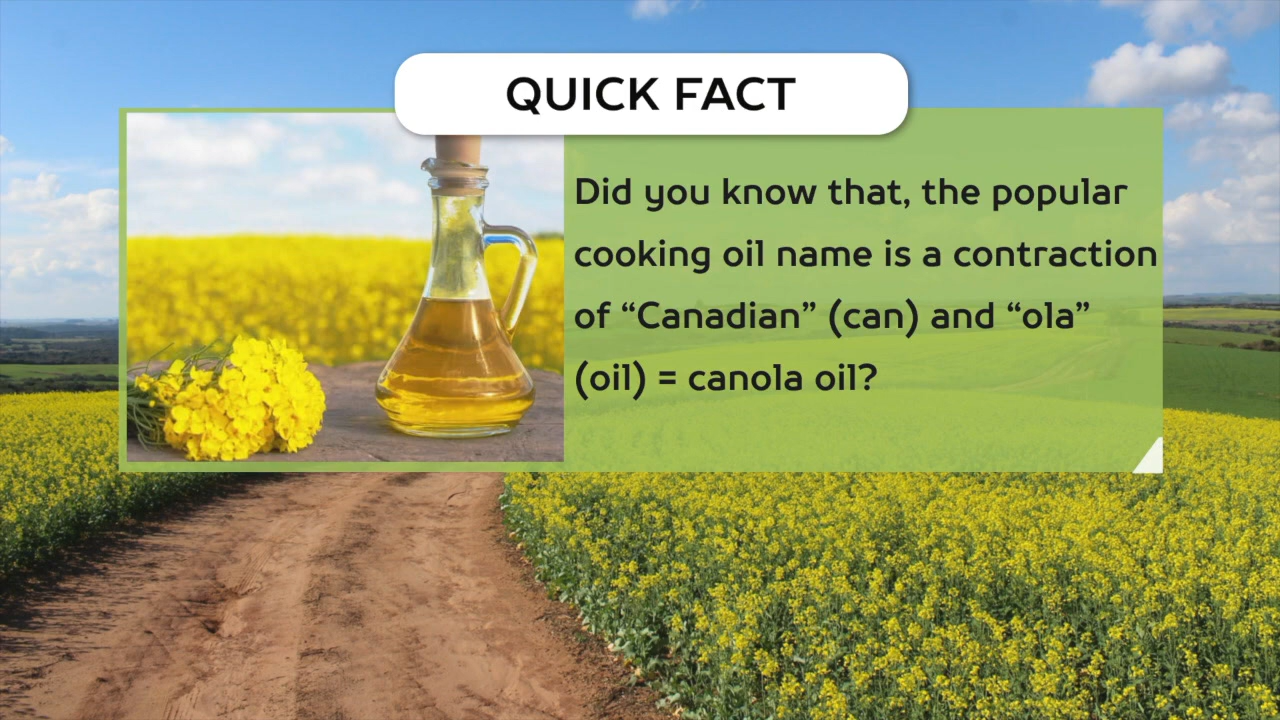 QUICK FACT
Did you know that, the popular
cooking oil name is a contraction
of “Canadian” (can) and “ola”
(oil) = canola oil?